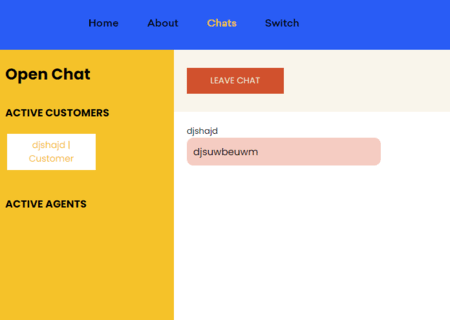 Home About Chats Switch
Open Chat
ACTIVE CUSTOMERS
djshajd |
Customer
ACTIVE AGENTS
LEAVE CHAT
djshajd
djsuwbeuwm